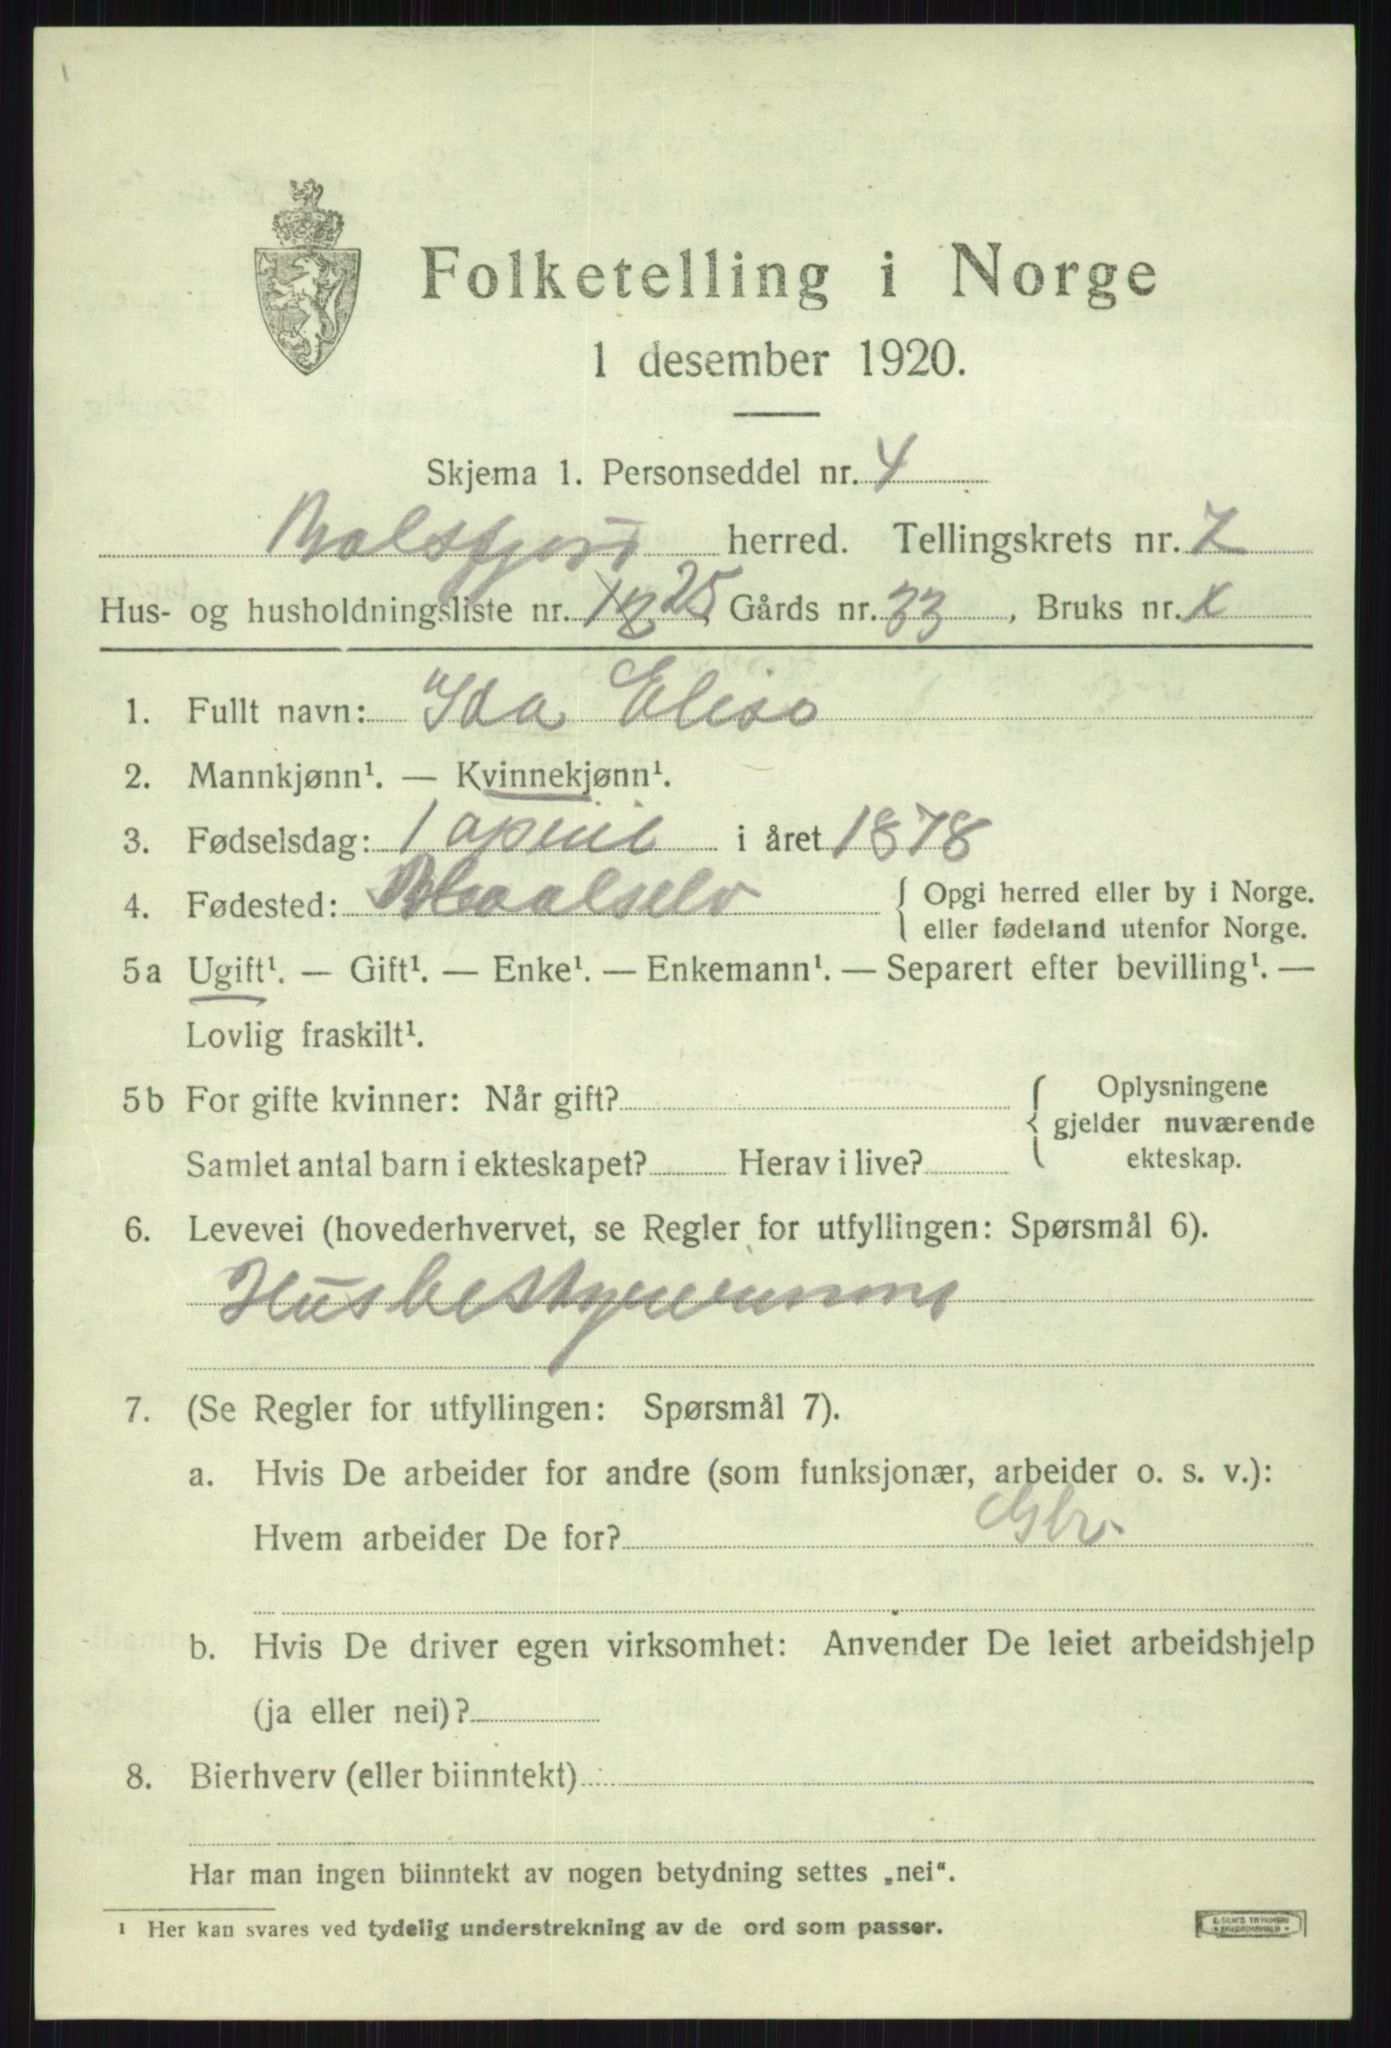 Folketelling i Norge
1 desember 1920.
Skjema 1. Personseddel nr. 4
Balsfjord herred. Tellingskrets nr. 7
Hus- og husholdningsliste nr. 25, Gårds nr. 33, Bruks nr. x
1. Fullt navn: Ida Eliso
2. Mannkjønn¹. — Kvinnekjønn¹.
3. Fødselsdag: 1 april i året 1878
4. Fødested: Maalselv { Opgi herred eller by i Norge.
eller fødeland utenfor Norge.
5a Ugift¹. — Gift¹. — Enke¹. — Enkemann¹. — Separert efter bevilling¹. —
Lovlig fraskilt¹.
5b For gifte kvinner: Når gift? { Oplysningene
gjelder nuværende
Samlet antal barn i ekteskapet? Herav i live? ekteskap.
6. Levevei (hovederhvervet, se Regler for utfyllingen: Spørsmål 6).
Husbestyrerinne
7. (Se Regler for utfyllingen: Spørsmål 7).
a. Hvis De arbeider for andre (som funksjonær, arbeider o. s. v.):
Hvem arbeider De for? Gbr.
b. Hvis De driver egen virksomhet: Anvender De leiet arbeidshjelp
(ja eller nei)?
8. Bierhverv (eller biinntekt)
Har man ingen biinntekt av nogen betydning settes „nei“.
¹ Her kan svares ved tydelig understrekning av de ord som passer.